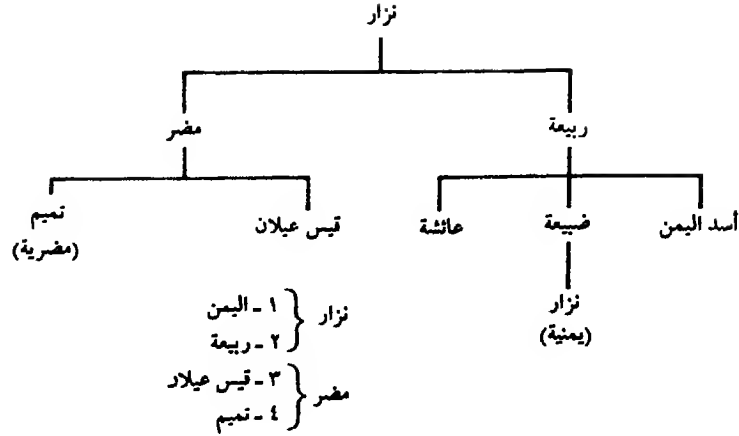 نزار
ربيعة مضر
أسد اليمن ضبيعة عائشة قيس عيلان تميم
(مضرية)
نزار
(يمنية)
نزار
١ ـ اليمن
٢ ـ ربيعة
مضر
٣ ـ قيس عيلار
٤ ـ تميم